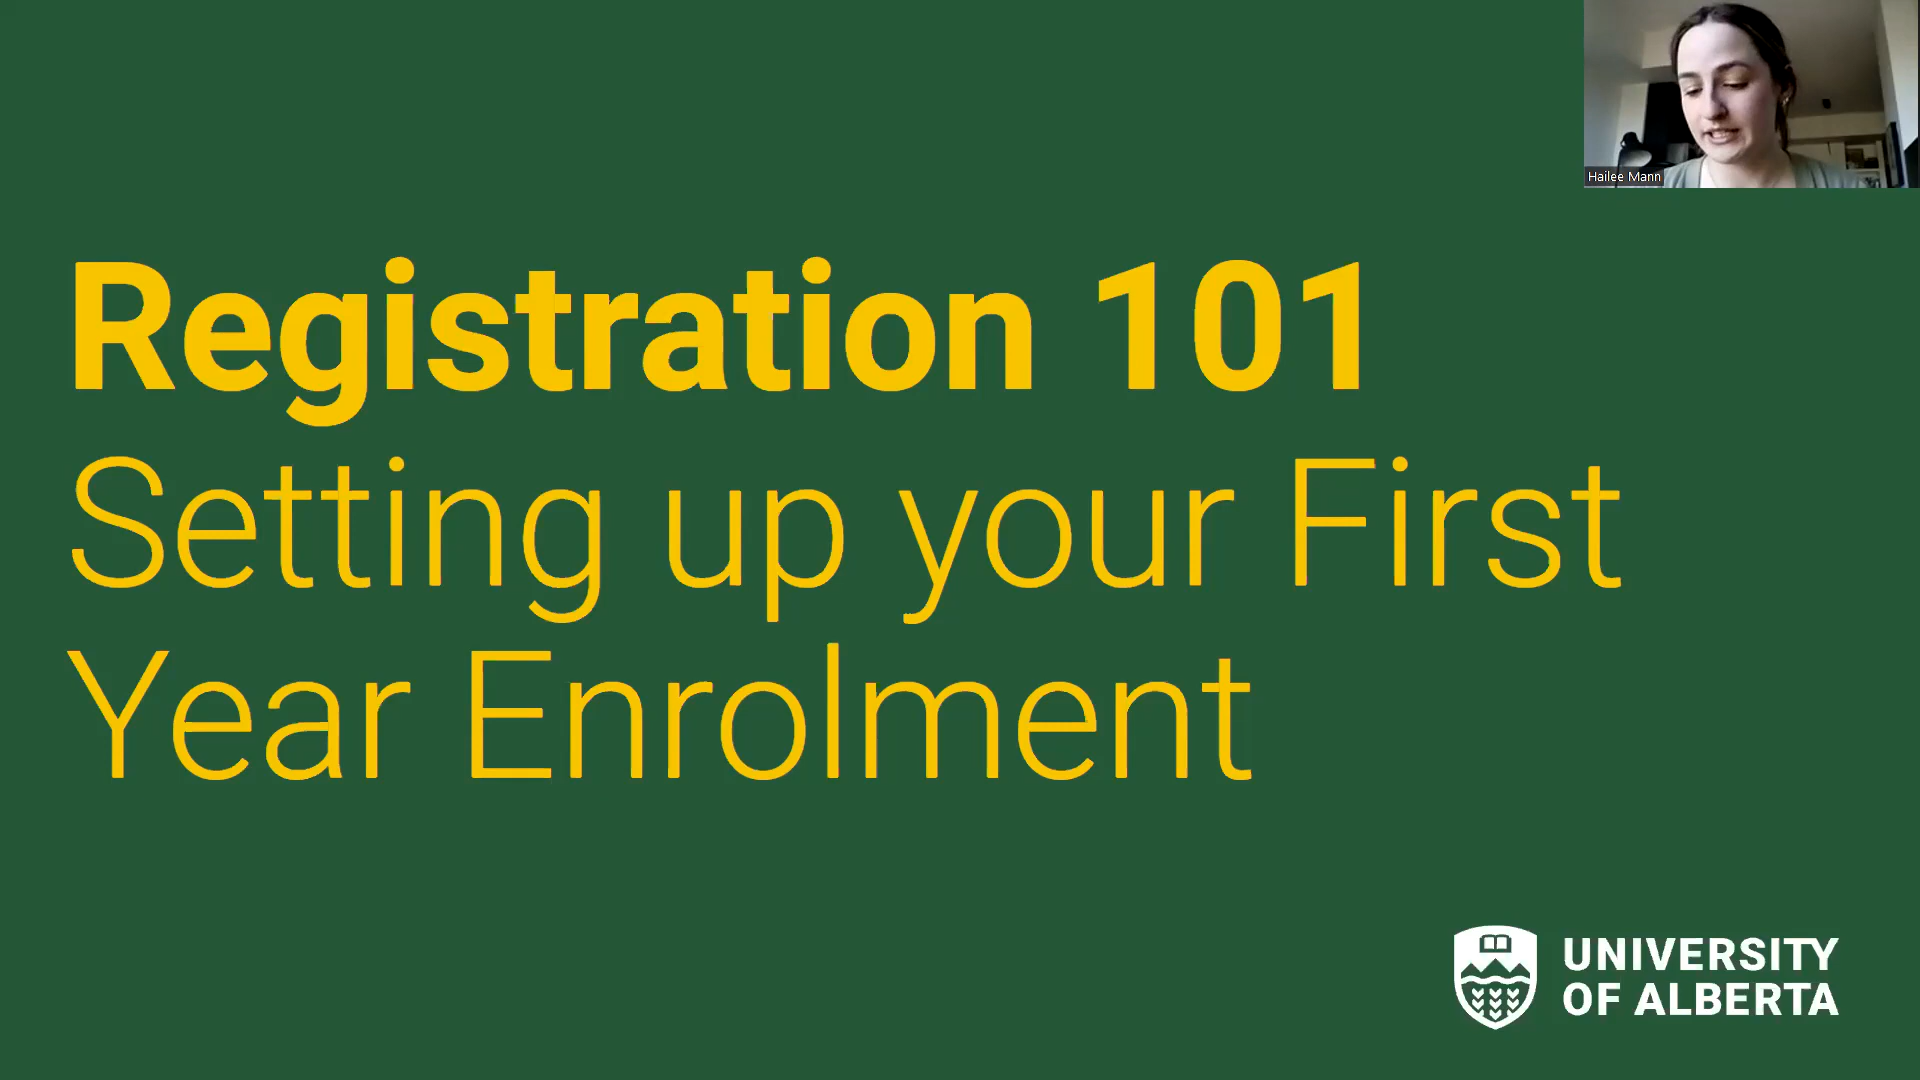 Hailee Mann
Registration 101
Setting up your First
Year Enrolment
UNIVERSITY
OF ALBERTA